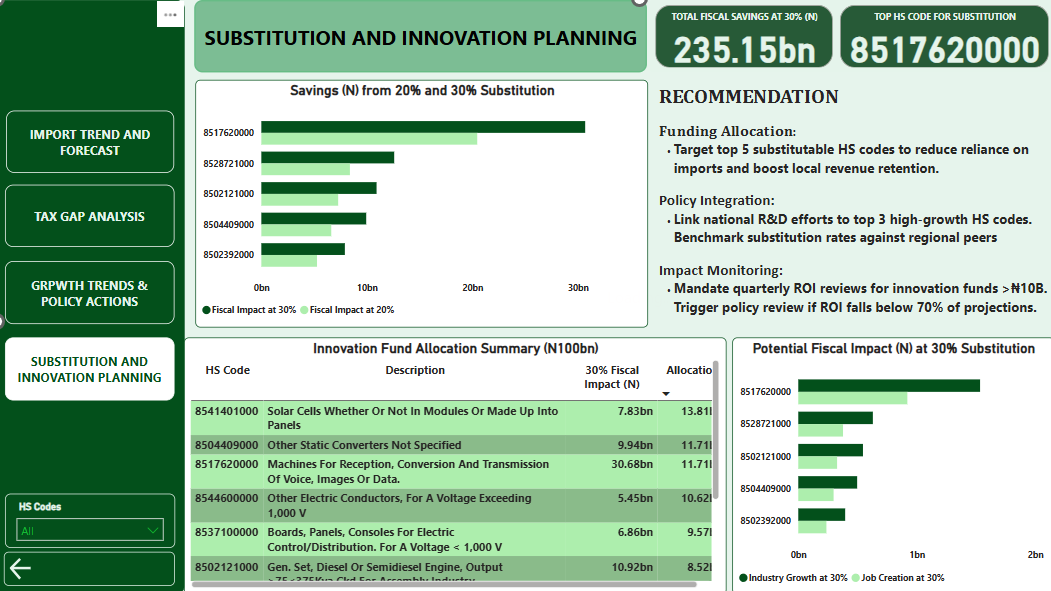 ...
SUBSTITUTION AND INNOVATION PLANNING
TOTAL FISCAL SAVINGS AT 30% (N)
235.15bn
TOP HS CODE FOR SUBSTITUTION
8517620000
IMPORT TREND AND
FORECAST
TAX GAP ANALYSIS
GRPWTH TRENDS &
POLICY ACTIONS
SUBSTITUTION AND
INNOVATION PLANNING
HS Codes
All
Savings (N) from 20% and 30% Substitution
8517620000
8528721000
8502121000
8504409000
8502392000
0bn 10bn 20bn 30bn
Fiscal Impact at 30% Fiscal Impact at 20%
RECOMMENDATION
Funding Allocation:
• Target top 5 substitutable HS codes to reduce reliance on
imports and boost local revenue retention.
Policy Integration:
• Link national R&D efforts to top 3 high-growth HS codes.
Benchmark substitution rates against regional peers
Impact Monitoring:
• Mandate quarterly ROI reviews for innovation funds >₦10B.
Trigger policy review if ROI falls below 70% of projections.
Innovation Fund Allocation Summary (N100bn)
HS Code Description 30% Fiscal Allocatio
Impact (N)
8541401000 Solar Cells Whether Or Not In Modules Or Made Up Into 7.83bn 13.81
Panels
8504409000 Other Static Converters Not Specified 9.94bn 11.71
8517620000 Machines For Reception, Conversion And Transmission 30.68bn 11.71
Of Voice, Images Or Data.
8544600000 Other Electric Conductors, For A Voltage Exceeding 5.45bn 10.62
1,000 V
8537100000 Boards, Panels, Consoles For Electric 6.86bn 9.57
Control/Distribution. For A Voltage < 1,000 V
8502121000 Gen. Set, Diesel Or Semidiesel Engine, Output 10.92bn 8.52
>75<375Kva Ckd For Assembly Industry
Potential Fiscal Impact (N) at 30% Substitution
8517620000
8528721000
8502121000
8504409000
8502392000
0bn 1bn 2bn
Industry Growth at 30% Job Creation at 30%